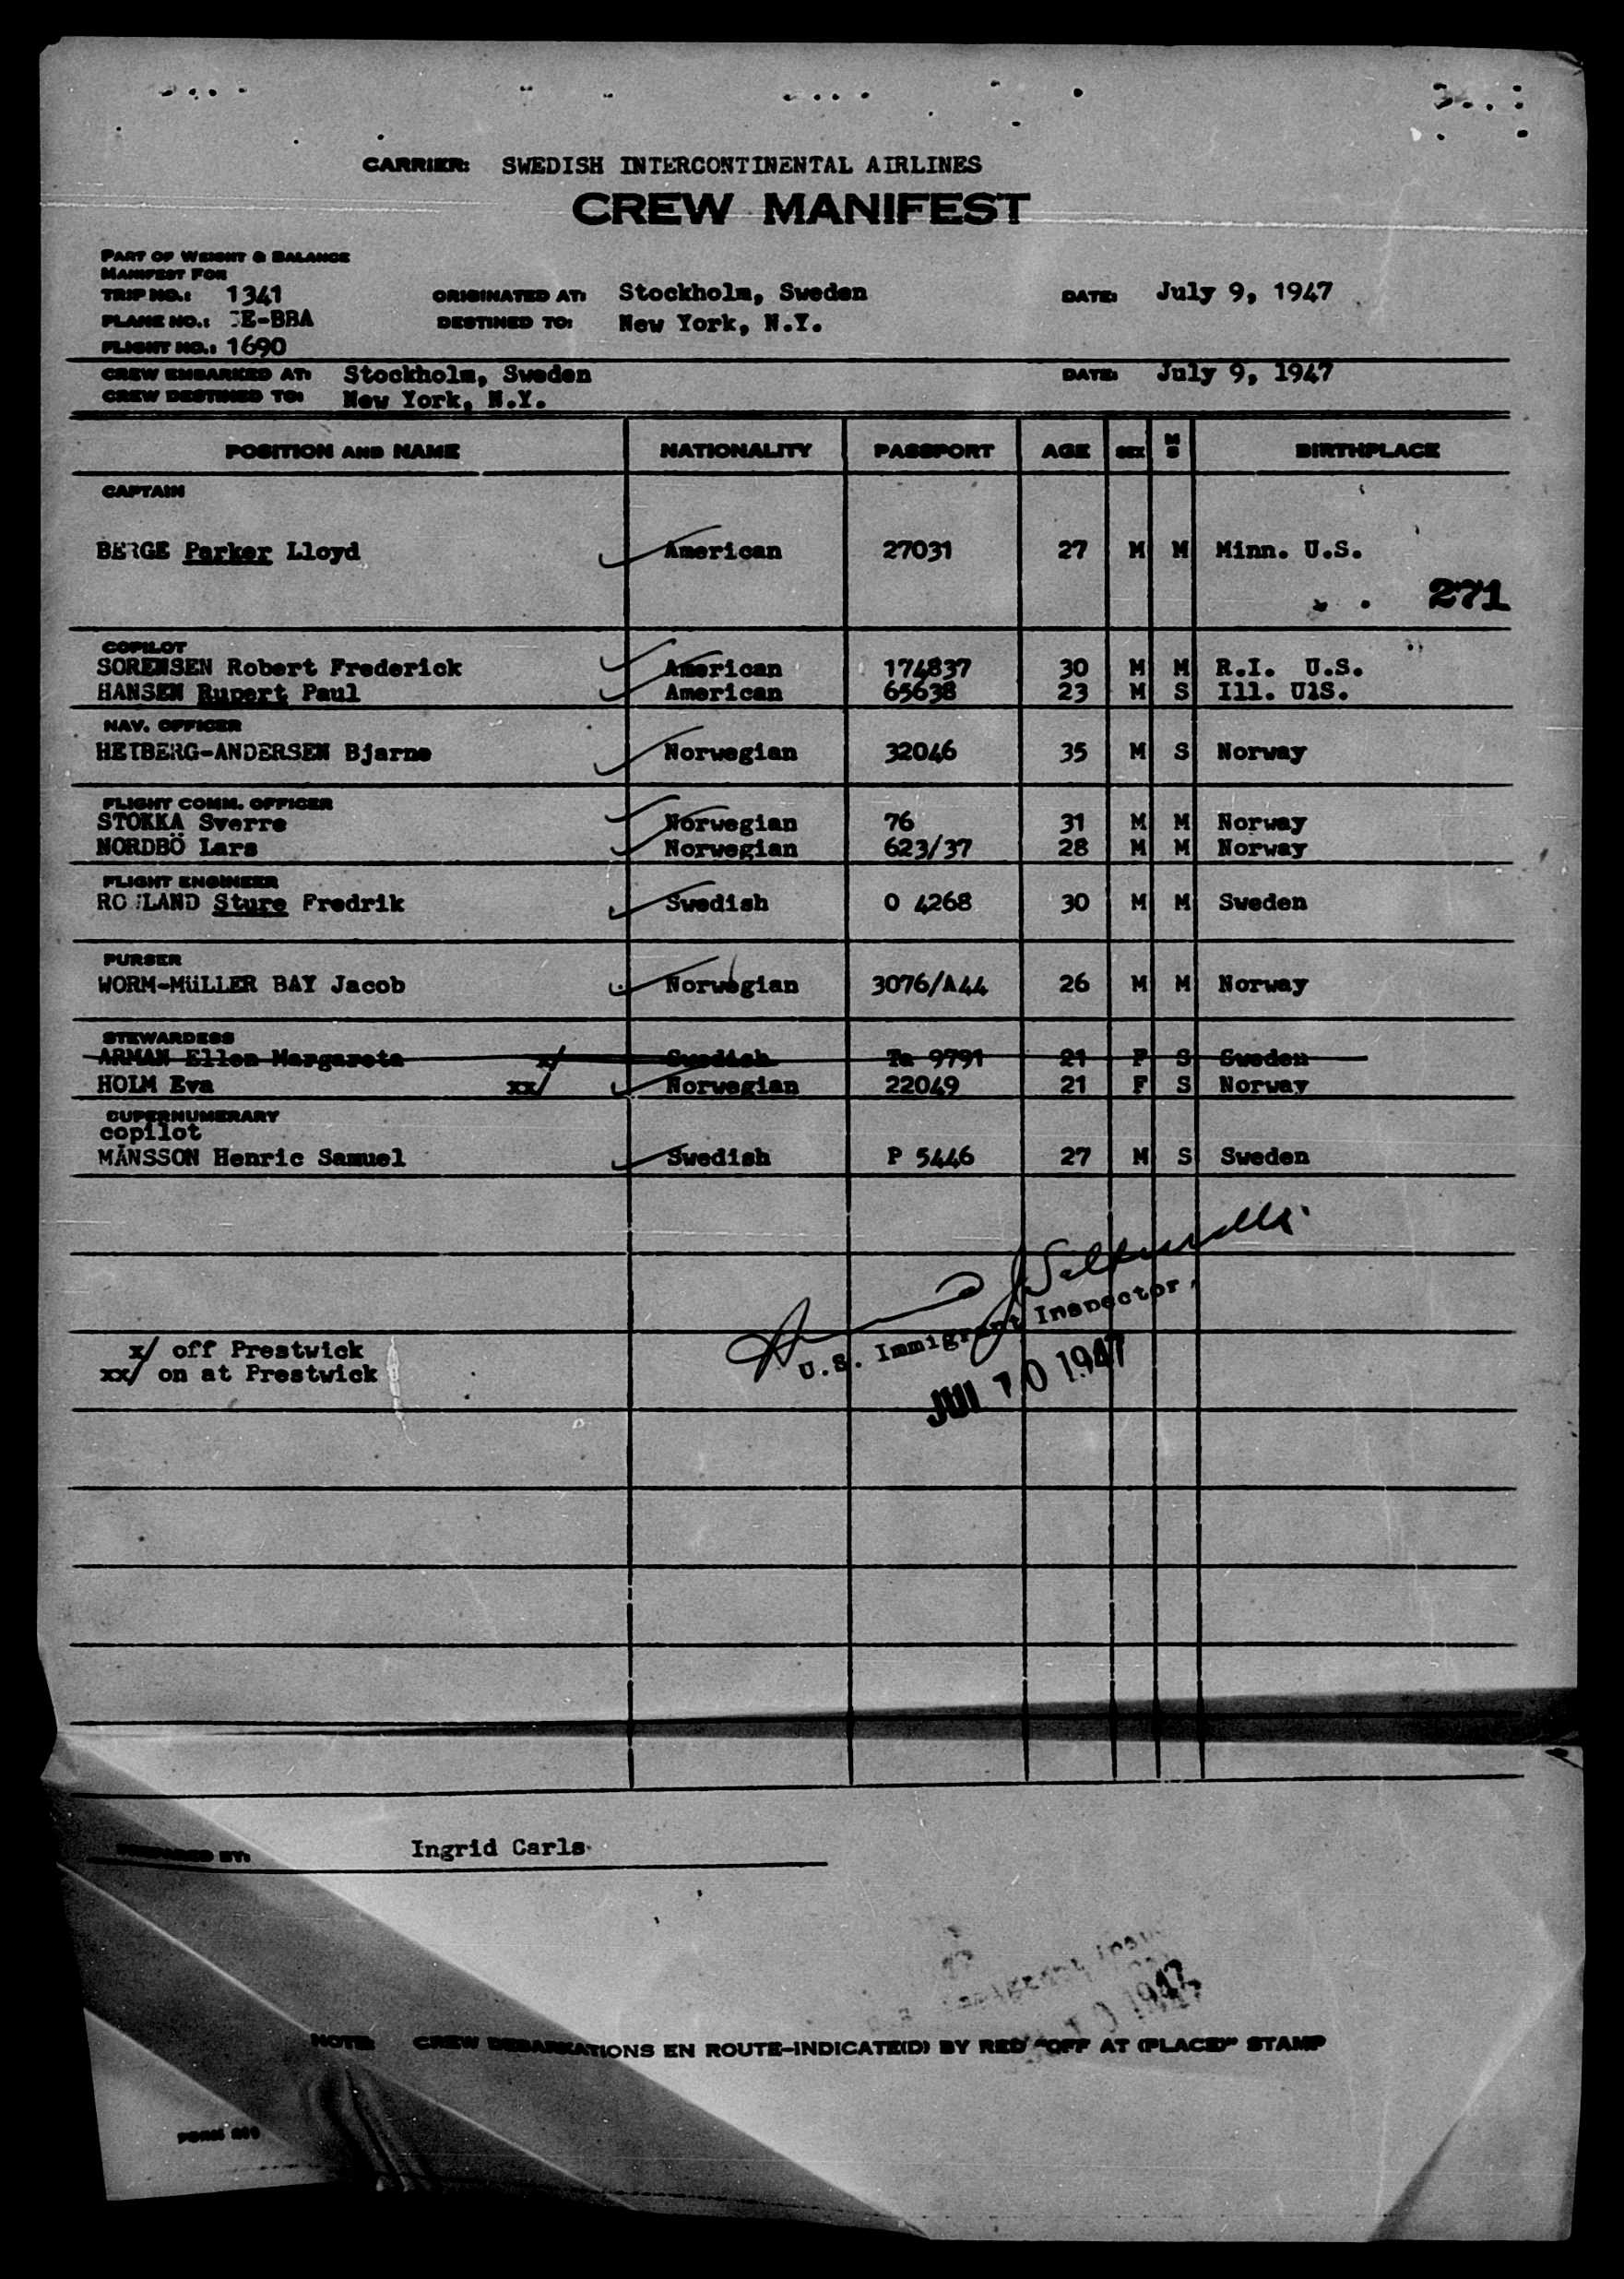 CARRIER: SWEDISH INTERCONTINENTAL AIRLINES
CREW MANIFEST
PART OF WEIGHT & BALANCE
MANIFEST FOR
TRIP NO.: 1341 ORIGINATED AT: Stockholm, Sweden DATE: July 9, 1947
PLANE NO.: E-BBA DESTINED TO: New York, N.Y.
FLIGHT NO.: 1690
CREW EMBARKED AT: Stockholm, Sweden DATE: July 9, 1947
CREW DESTINED TO: New York, N.Y.
POSITION AND NAME NATIONALITY PASSPORT AGE SEX M S BIRTHPLACE
CAPTAIN
BERGE Parker Lloyd American 27031 27 M M Minn. U.S.
271
COPILOT
SORENSEN Robert Frederick American 174837 30 M M R.I. U.S.
HANSEN Rupert Paul American 65638 23 M S Ill. UlS.
NAV. OFFICER
HEIBERG-ANDERSEN Bjarne Norwegian 32046 35 M S Norway
FLIGHT COMM. OFFICER
STOKKA Sverre Norwegian 76 31 M M Norway
NORDBÖ Lars Norwegian 623/37 28 M M Norway
FLIGHT ENGINEER
Sture Fredrik Swedish O 4268 30 M M Sweden
PURSER
WORM-MüLLER BAY Jacob Norwegian 3076/A44 26 M M Norway
STEWARDESS
ARMAN Ellen Margareta x/ Swedish Ta 9791 21 F S Sweden
HOLM Eva xx/ Norwegian 22049 21 F S Norway
SUPERNUMERARY
copilot
MÅNSSON Henric Samuel Swedish P 5446 27 M S Sweden
U.S. Immigrant Inspector,
x/ off Prestwick
xx/ on at Prestwick
JUL 10 1947
PREPARED BY: Ingrid Carls
1947
NOTE: CREW DEBARKATIONS EN ROUTE-INDICATE(D) BY RED "OFF AT (PLACE)" STAMP
FORM